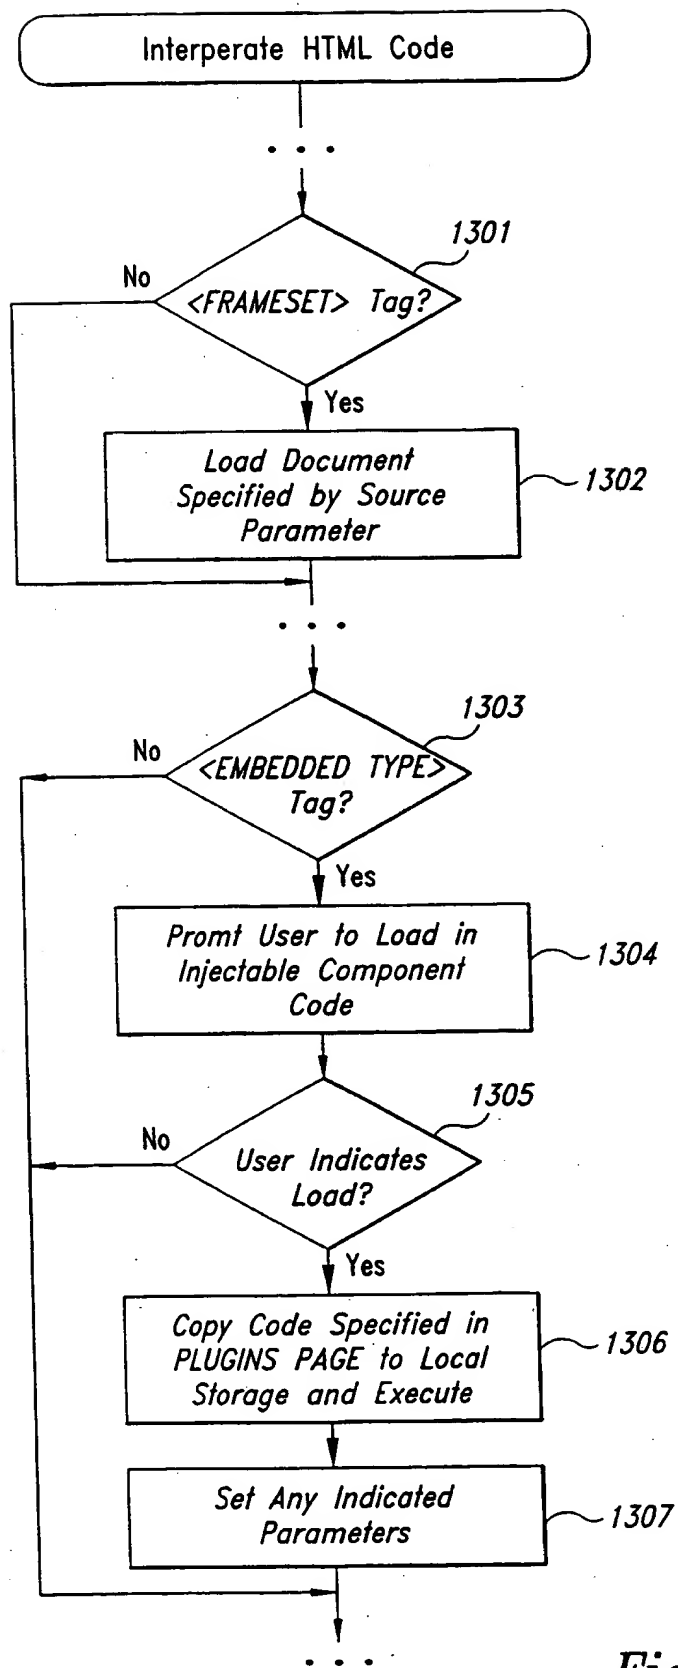 Interperate HTML Code
1301
No
<FRAMESET> Tag?
Yes
Load Document
Specified by Source
Parameter
1302
1303
No
<EMBEDDED TYPE>
Tag?
Yes
Promt User to Load in
Injectable Component
Code
1304
1305
No
User Indicates
Load?
Yes
Copy Code Specified in
PLUGINS PAGE to Local
Storage and Execute
1306
Set Any Indicated
Parameters
1307